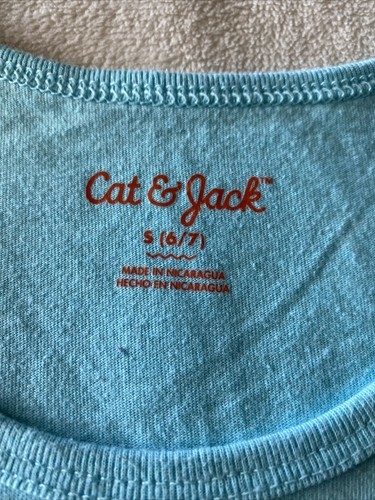 Cat & Jack™
S (6/7)
MADE IN NICARAGUA
HECHO EN NICARAGUA